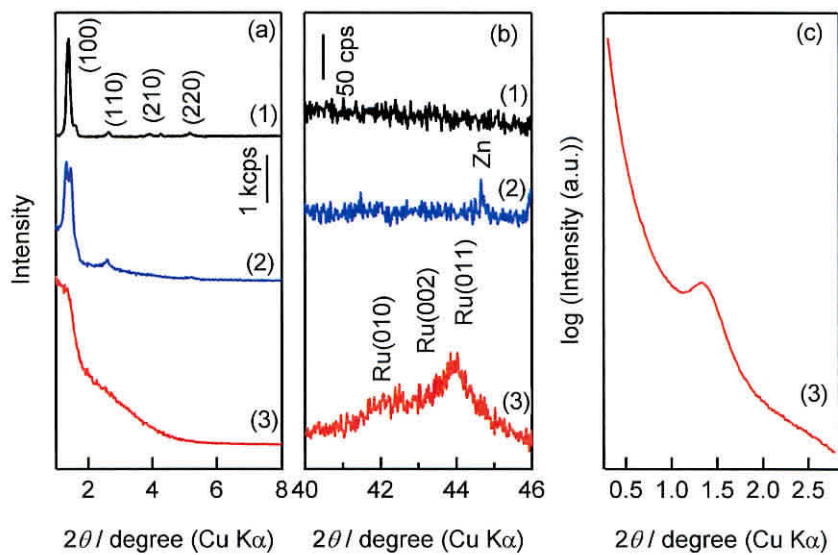 (a)
(100)
(110)
(210)
(220)
(1)
1 kcps
(2)
(3)
Intensity
2 4 6 8
2θ / degree (Cu Kα)
(b)
50 cps
(1)
Zn
(2)
Ru(010)
Ru(002)
Ru(011)
(3)
40 42 44 46
2θ / degree (Cu Kα)
(c)
log (Intensity (a.u.))
(3)
0.5 1.0 1.5 2.0 2.5
2θ / degree (Cu Kα)